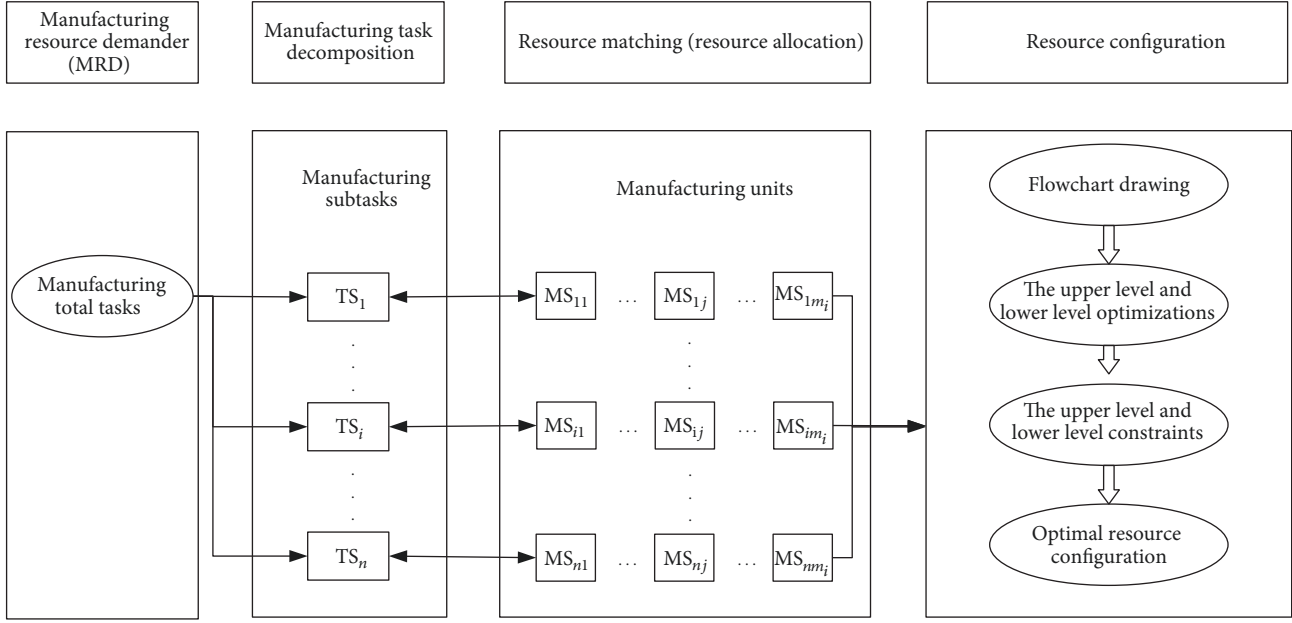 Manufacturing
resource demander
(MRD)
Manufacturing task
decomposition
Resource matching (resource allocation)
Resource configuration
Manufacturing
total tasks
Manufacturing
subtasks
TS₁
.
.
.
TSᵢ
.
.
.
TSₙ
Manufacturing units
MS₁₁ ... MS₁ⱼ ... MS₁ₘᵢ
.
.
.
MSᵢ₁ ... MSᵢⱼ ... MSᵢₘᵢ
.
.
.
MSₙ₁ ... MSₙⱼ ... MSₙₘᵢ
Flowchart drawing
The upper level and
lower level optimizations
The upper level and
lower level constraints
Optimal resource
configuration